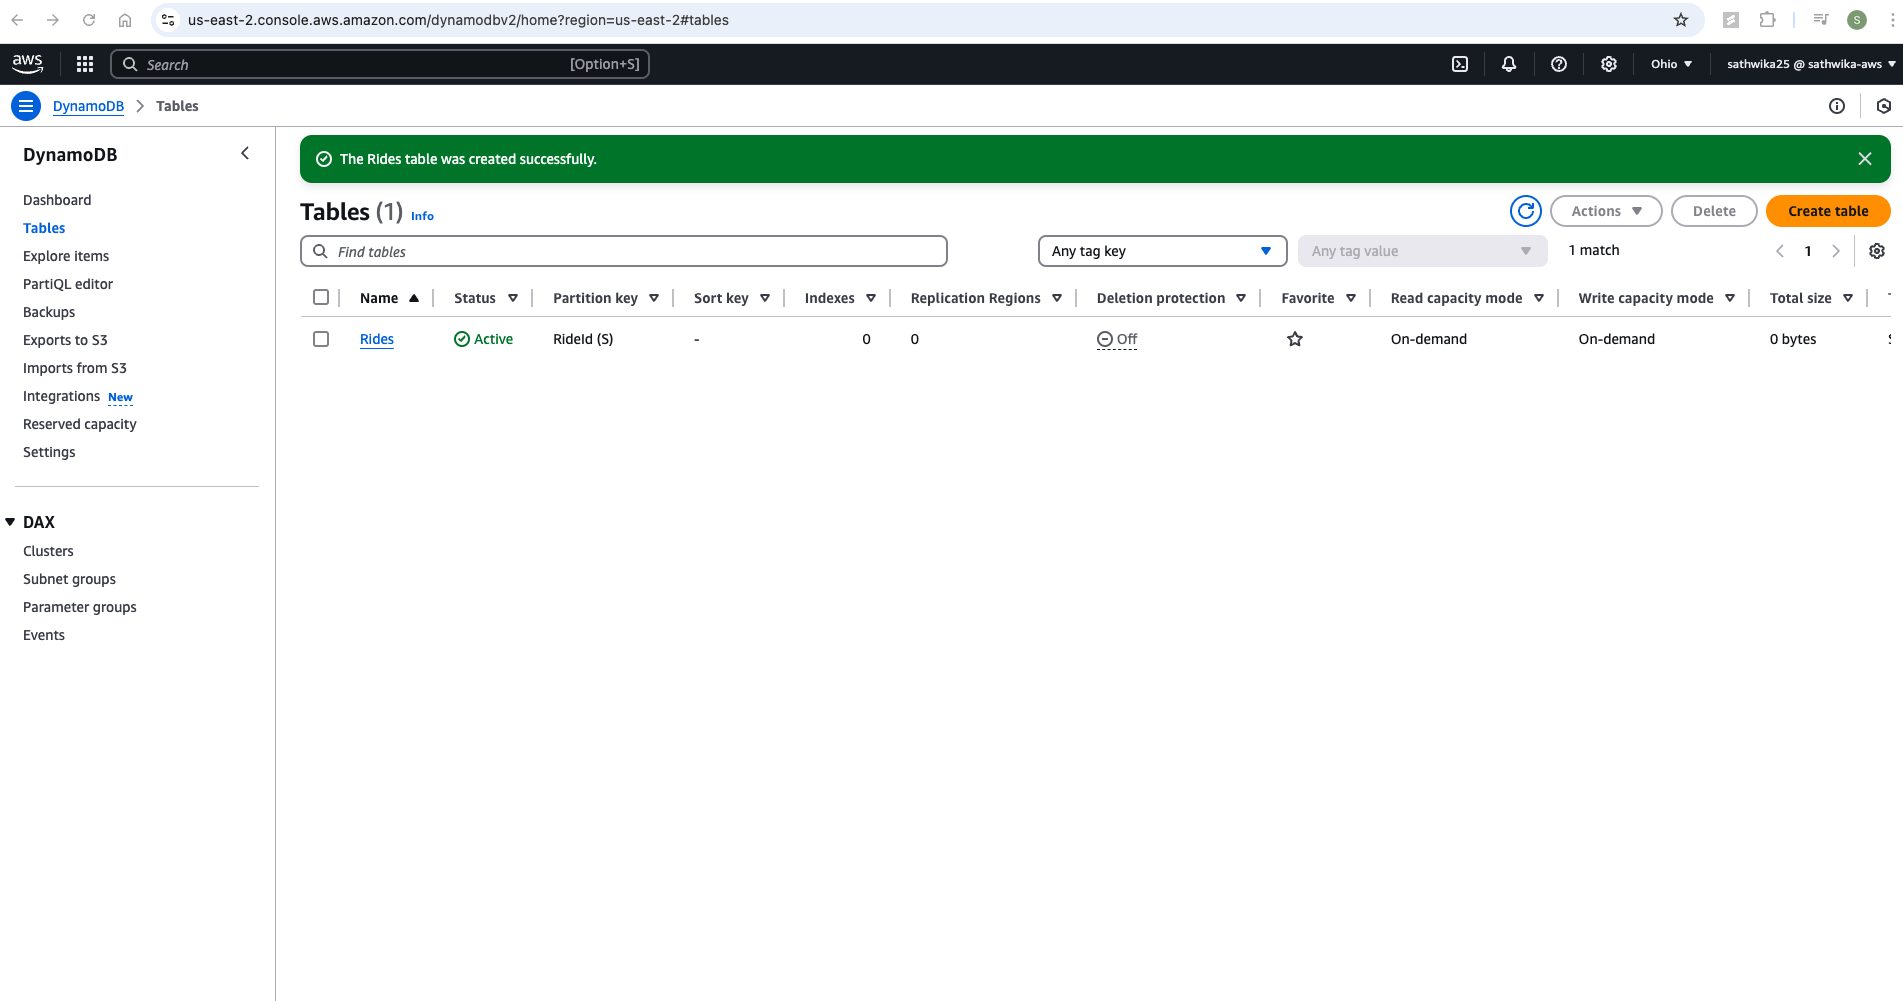 us-east-2.console.aws.amazon.com/dynamodbv2/home?region=us-east-2#tables
S
aws
Search
[Option+S]
Ohio
sathwika25 @ sathwika-aws
DynamoDB
Tables
DynamoDB
Dashboard
Tables
Explore items
PartiQL editor
Backups
Exports to S3
Imports from S3
Integrations New
Reserved capacity
Settings
DAX
Clusters
Subnet groups
Parameter groups
Events
The Rides table was created successfully.
Tables (1) Info
Actions
Delete
Create table
Find tables
Any tag key
Any tag value
1 match
1
Name Status Partition key Sort key Indexes Replication Regions Deletion protection Favorite Read capacity mode Write capacity mode Total size
Rides Active RideId (S) - 0 0 Off On-demand On-demand 0 bytes